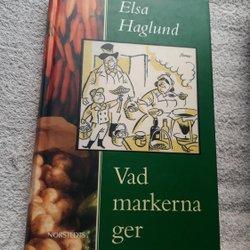 Elsa
Haglund
Vad
markerna
ger
NORSTEDTS